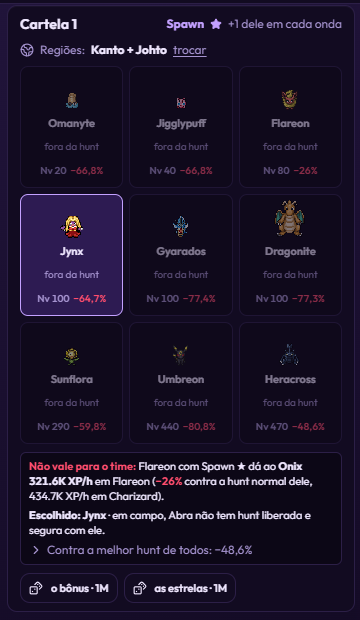 Cartela 1 Spawn ★ +1 dele em cada onda
Regiões: Kanto + Johto trocar
Omanyte Jigglypuff Flareon
fora da hunt fora da hunt fora da hunt
Nv 20 −66,8% Nv 40 −66,8% Nv 80 −26%
Jynx Gyarados Dragonite
fora da hunt fora da hunt fora da hunt
Nv 100 −64,7% Nv 100 −77,4% Nv 100 −77,3%
Sunflora Umbreon Heracross
fora da hunt fora da hunt fora da hunt
Nv 290 −59,8% Nv 440 −80,8% Nv 470 −48,6%
Não vale para o time: Flareon com Spawn ★ dá ao Onix
321.6K XP/h em Flareon (−26% contra a hunt normal dele,
434.7K XP/h em Charizard).
Escolhido: Jynx · em campo, Abra não tem hunt liberada e
segura com ele.
> Contra a melhor hunt de todos: −48,6%
o bônus · 1M as estrelas · 1M